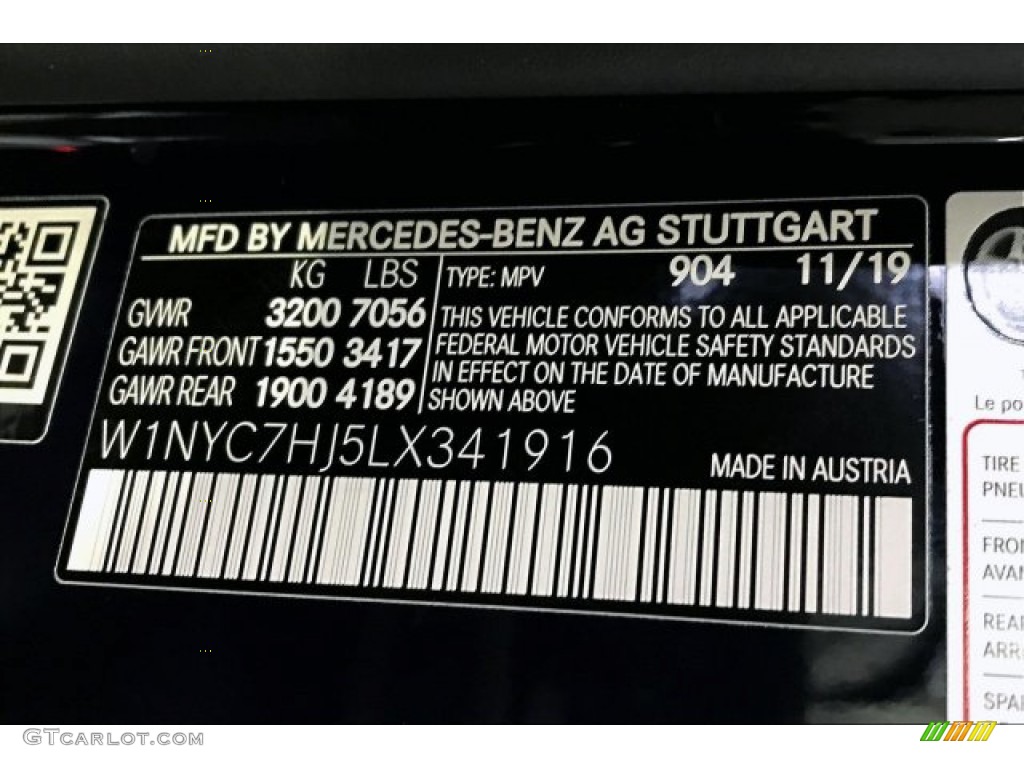 MFD BY MERCEDES-BENZ AG STUTTGART
KG LBS
GVWR 3200 7056
GAWR FRONT 1550 3417
GAWR REAR 1900 4189
TYPE: MPV 904 11/19
THIS VEHICLE CONFORMS TO ALL APPLICABLE
FEDERAL MOTOR VEHICLE SAFETY STANDARDS
IN EFFECT ON THE DATE OF MANUFACTURE
SHOWN ABOVE
W1NYC7HJ5LX341916
MADE IN AUSTRIA
Le po
TIRE
PNEU
FRON
AVAN
REAR
ARR
SPAR
GTCARLOT.COM